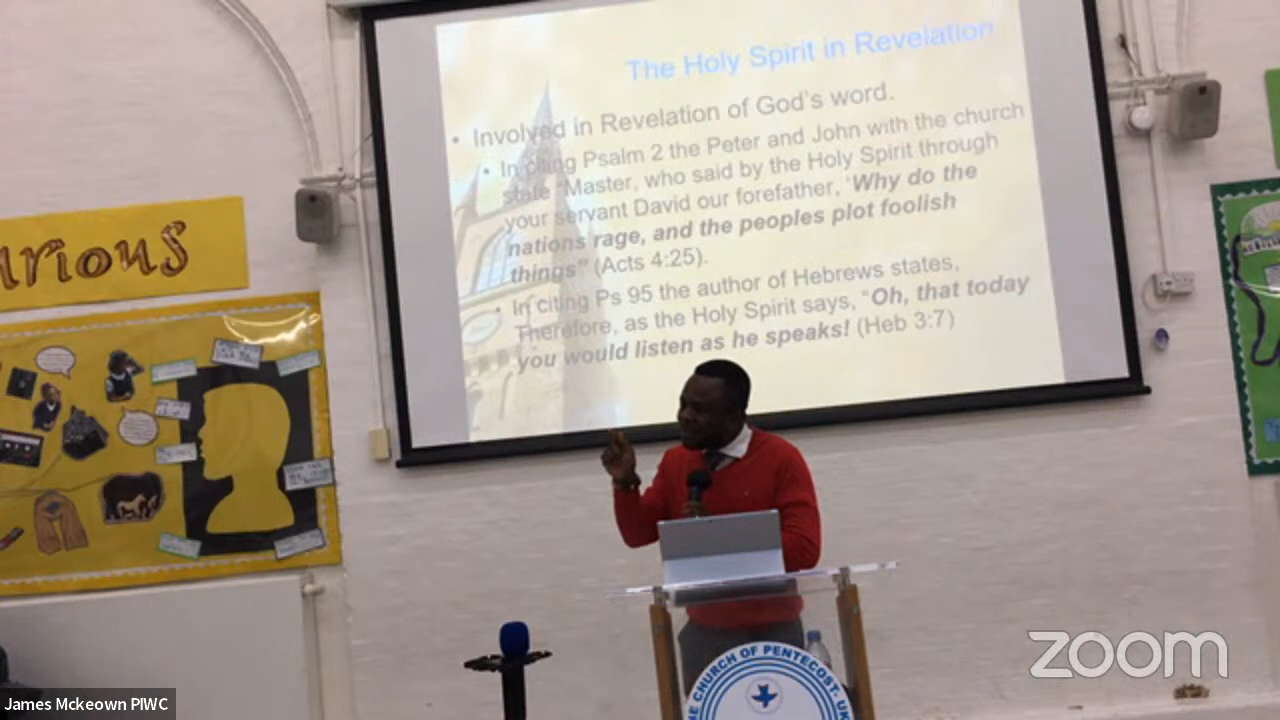 The Holy Spirit in Revelation
• Involved in Revelation of God's word.
• In citing Psalm 2 the Peter and John with the church
state "Master, who said by the Holy Spirit through
your servant David our forefather, 'Why do the
nations rage, and the peoples plot foolish
things" (Acts 4:25).
• In citing Ps 95 the author of Hebrews states,
Therefore, as the Holy Spirit says, "Oh, that today
you would listen as he speaks! (Heb 3:7)
urious
CHURCH OF PENTECOST UK
zoom
James Mckeown PIWC